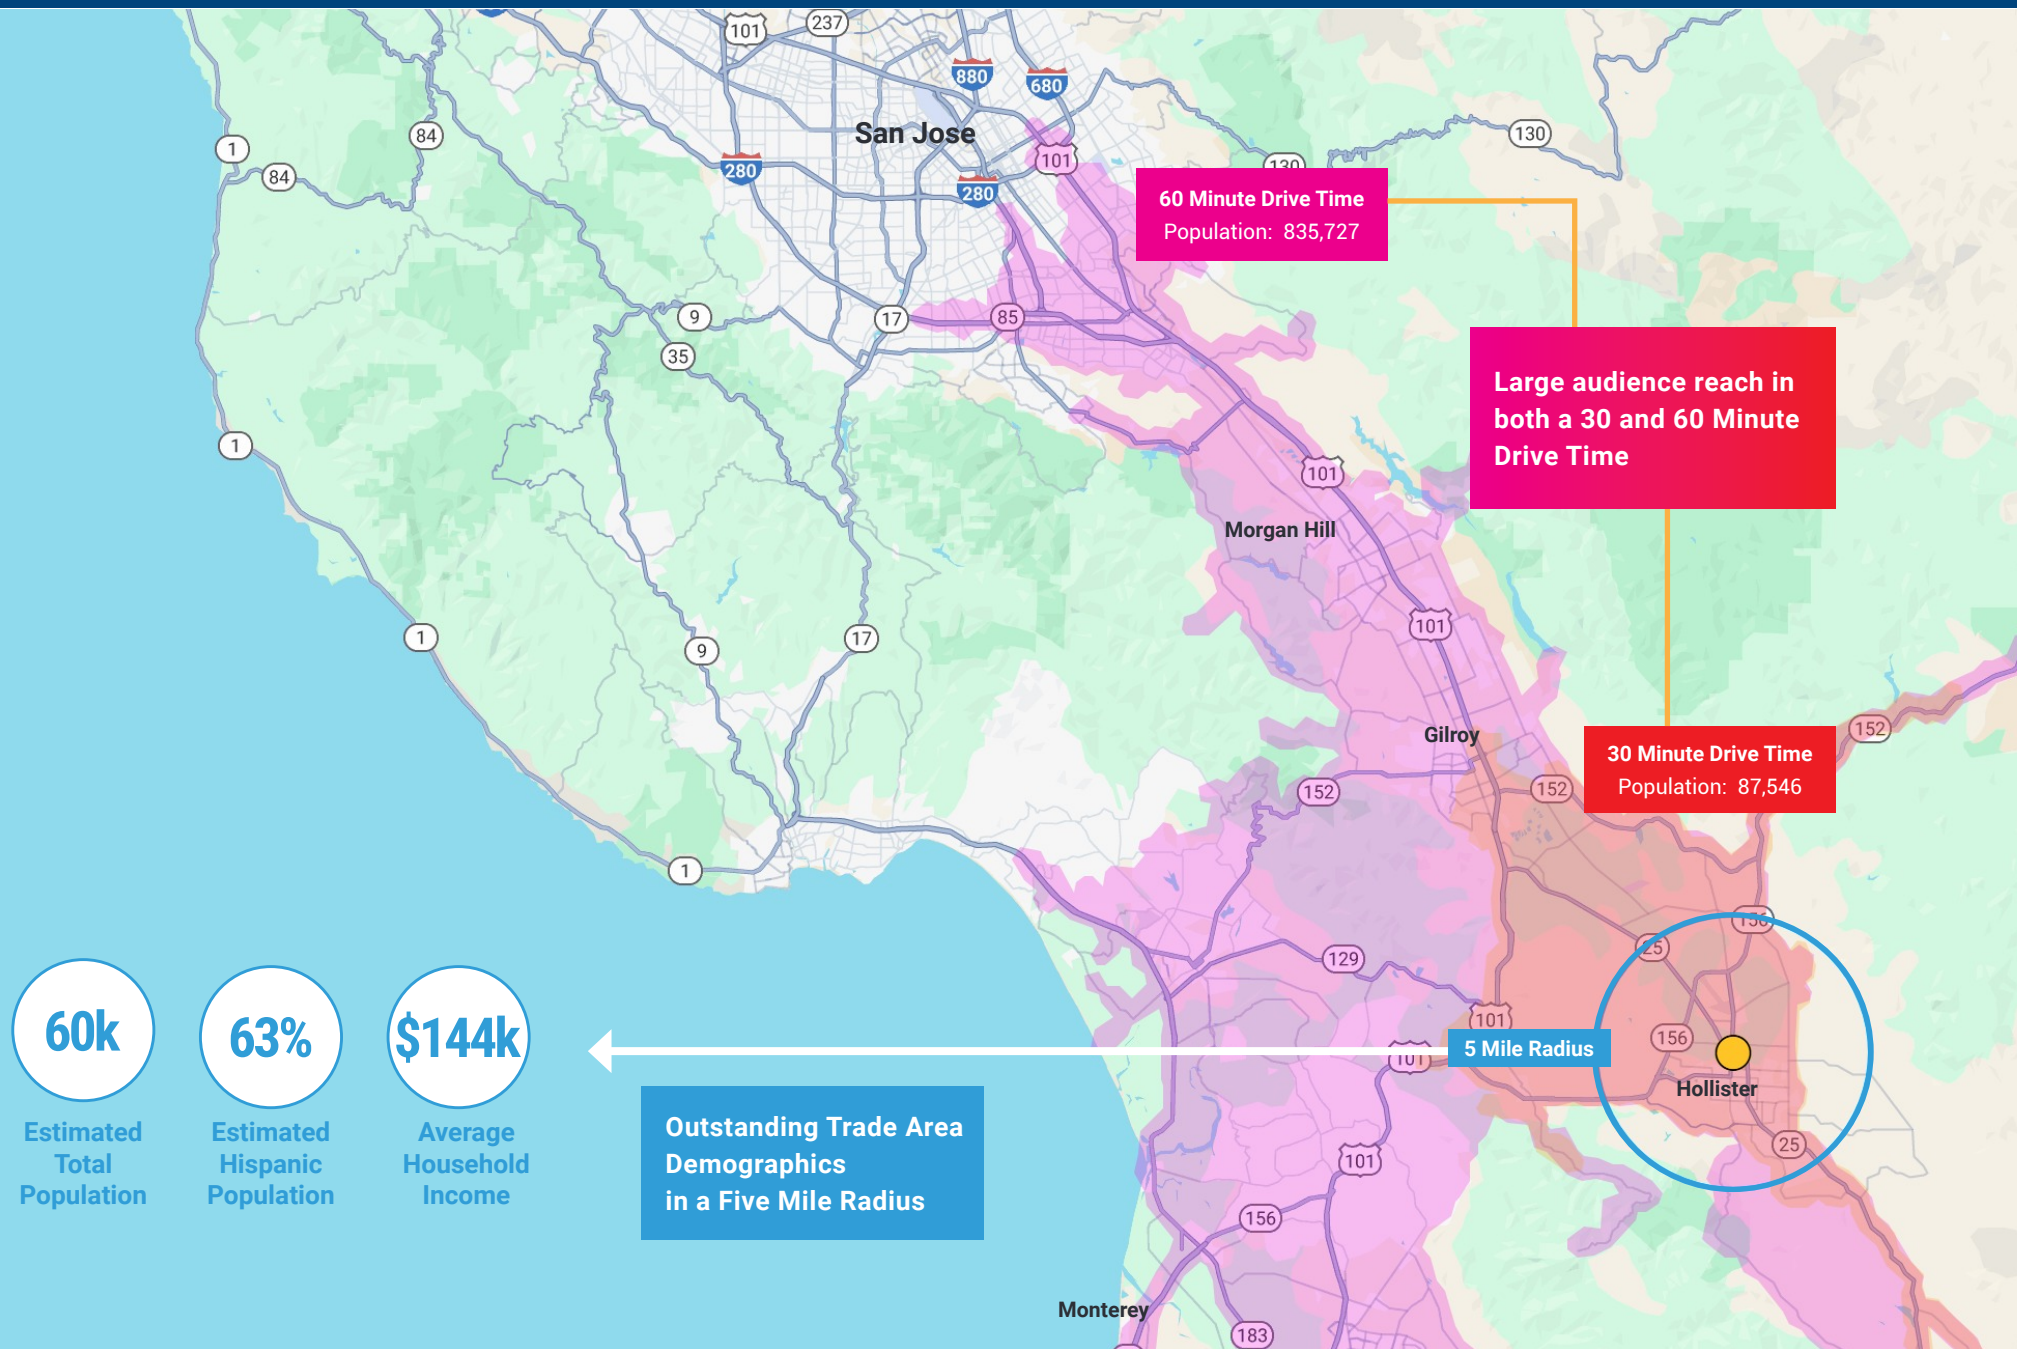 101
237
880
680
San Jose
1
84
84
280
101
130
130
280
60 Minute Drive Time
Population: 835,727
9
17
85
35
Large audience reach in
both a 30 and 60 Minute
Drive Time
1
101
Morgan Hill
101
1
9
17
Gilroy
152
30 Minute Drive Time
Population: 87,546
152
152
1
156
25
129
101
60k
63%
$144k
5 Mile Radius
156
101
Hollister
Estimated
Total
Population
Estimated
Hispanic
Population
Average
Household
Income
Outstanding Trade Area
Demographics
in a Five Mile Radius
25
101
156
Monterey
183